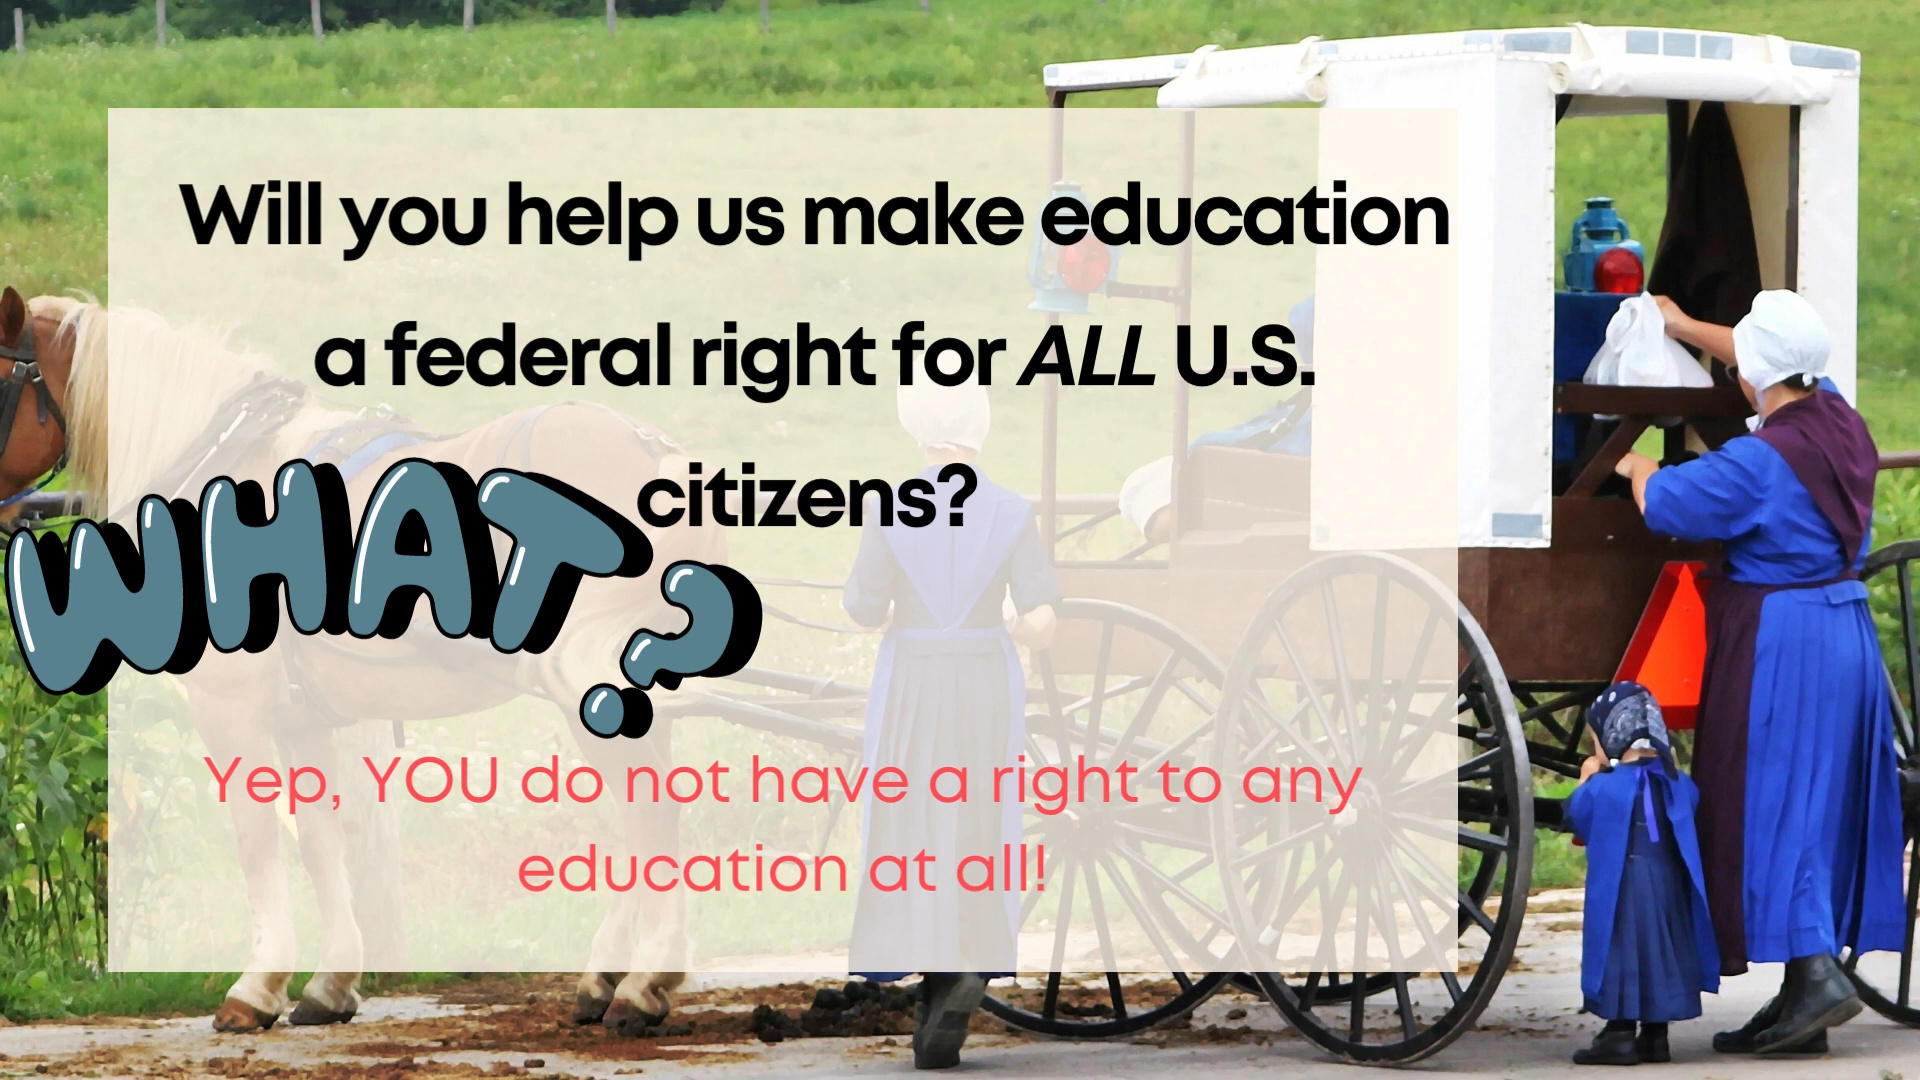 Will you help us make education
a federal right for ALL U.S.
citizens?
WHAT?
Yep, YOU do not have a right to any
education at all!